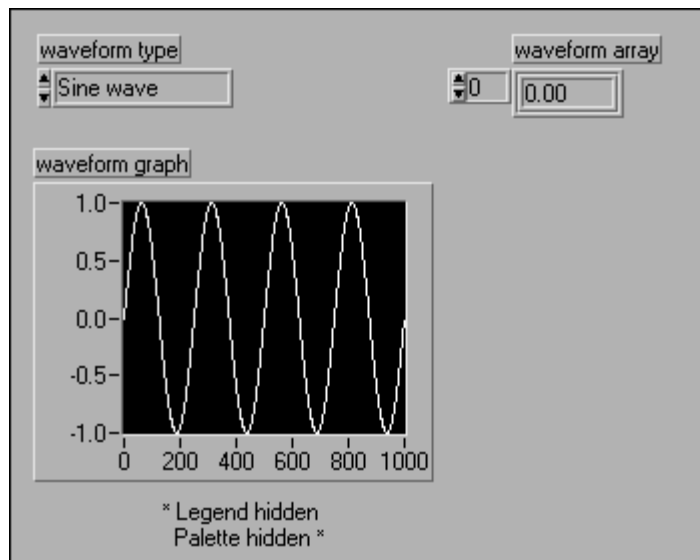 waveform type
Sine wave
waveform array
0
0.00
waveform graph
1.0
0.5
0.0
-0.5
-1.0
0 200 400 600 800 1000
* Legend hidden
Palette hidden *